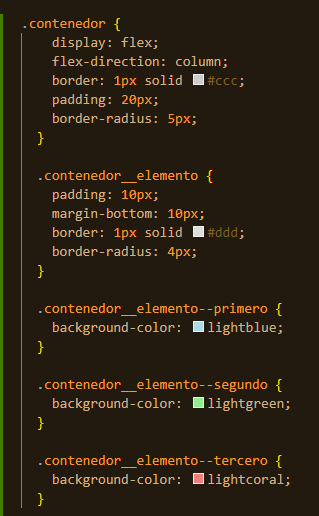 .contenedor {
display: flex;
flex-direction: column;
border: 1px solid #ccc;
padding: 20px;
border-radius: 5px;
}
.contenedor__elemento {
padding: 10px;
margin-bottom: 10px;
border: 1px solid #ddd;
border-radius: 4px;
}
.contenedor__elemento--primero {
background-color: lightblue;
}
.contenedor__elemento--segundo {
background-color: lightgreen;
}
.contenedor__elemento--tercero {
background-color: lightcoral;
}